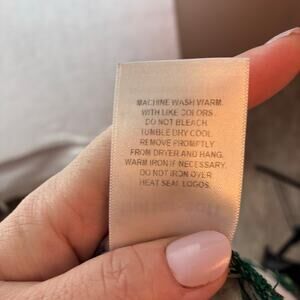 MACHINE WASH WARM.
WITH LIKE COLORS.
DO NOT BLEACH.
TUMBLE DRY COOL.
REMOVE PROMPTLY
FROM DRYER AND HANG.
WARM IRON IF NECESSARY.
DO NOT IRON OVER
HEAT SEAL LOGOS.